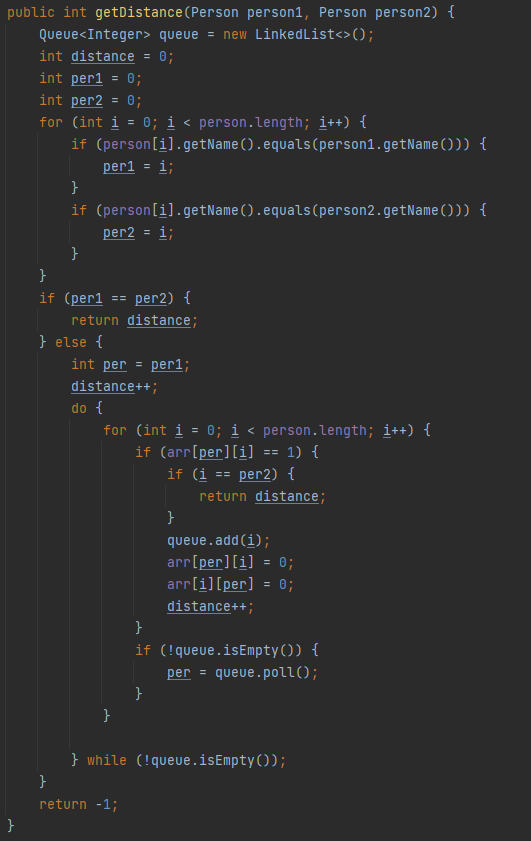 public int getDistance(Person person1, Person person2) {
    Queue<Integer> queue = new LinkedList<>();
    int distance = 0;
    int per1 = 0;
    int per2 = 0;
    for (int i = 0; i < person.length; i++) {
        if (person[i].getName().equals(person1.getName())) {
            per1 = i;
        }
        if (person[i].getName().equals(person2.getName())) {
            per2 = i;
        }
    }
    if (per1 == per2) {
        return distance;
    } else {
        int per = per1;
        distance++;
        do {
            for (int i = 0; i < person.length; i++) {
                if (arr[per][i] == 1) {
                    if (i == per2) {
                        return distance;
                    }
                    queue.add(i);
                    arr[per][i] = 0;
                    arr[i][per] = 0;
                    distance++;
                }
                if (!queue.isEmpty()) {
                    per = queue.poll();
                }
            }

        } while (!queue.isEmpty());
    }
    return -1;
}